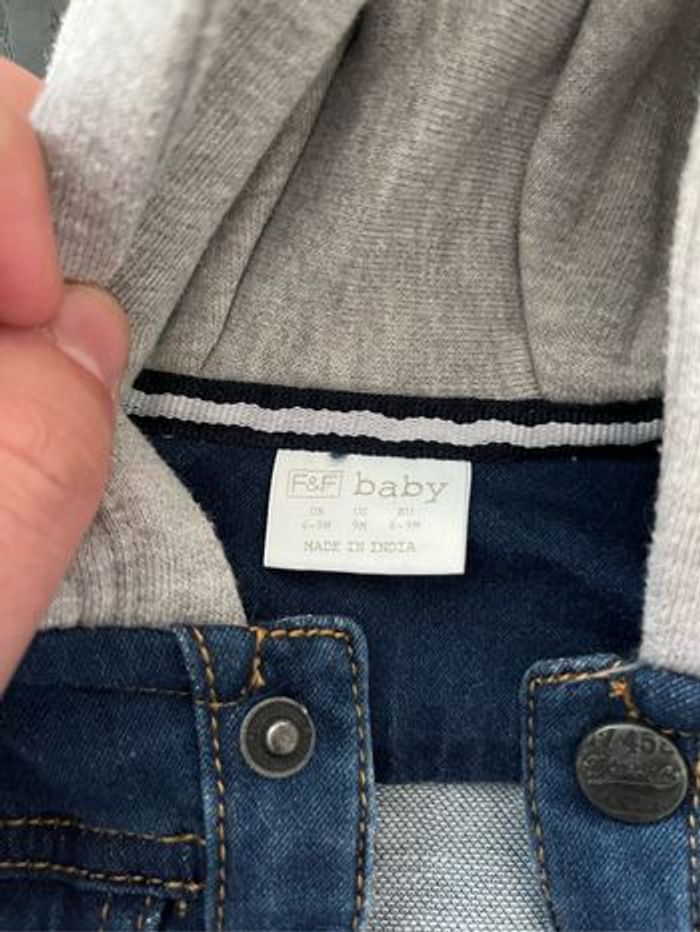 F&F baby
UK US EU
6-9M 9M 6-9M
MADE IN INDIA